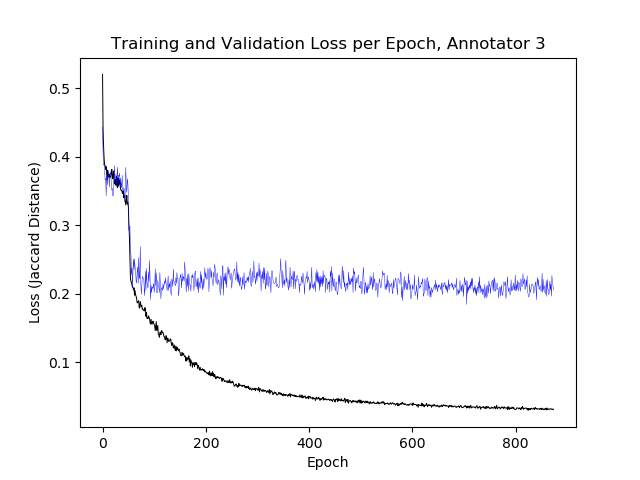 Training and Validation Loss per Epoch, Annotator 3
Loss (Jaccard Distance)
0.5
0.4
0.3
0.2
0.1
0 200 400 600 800
Epoch